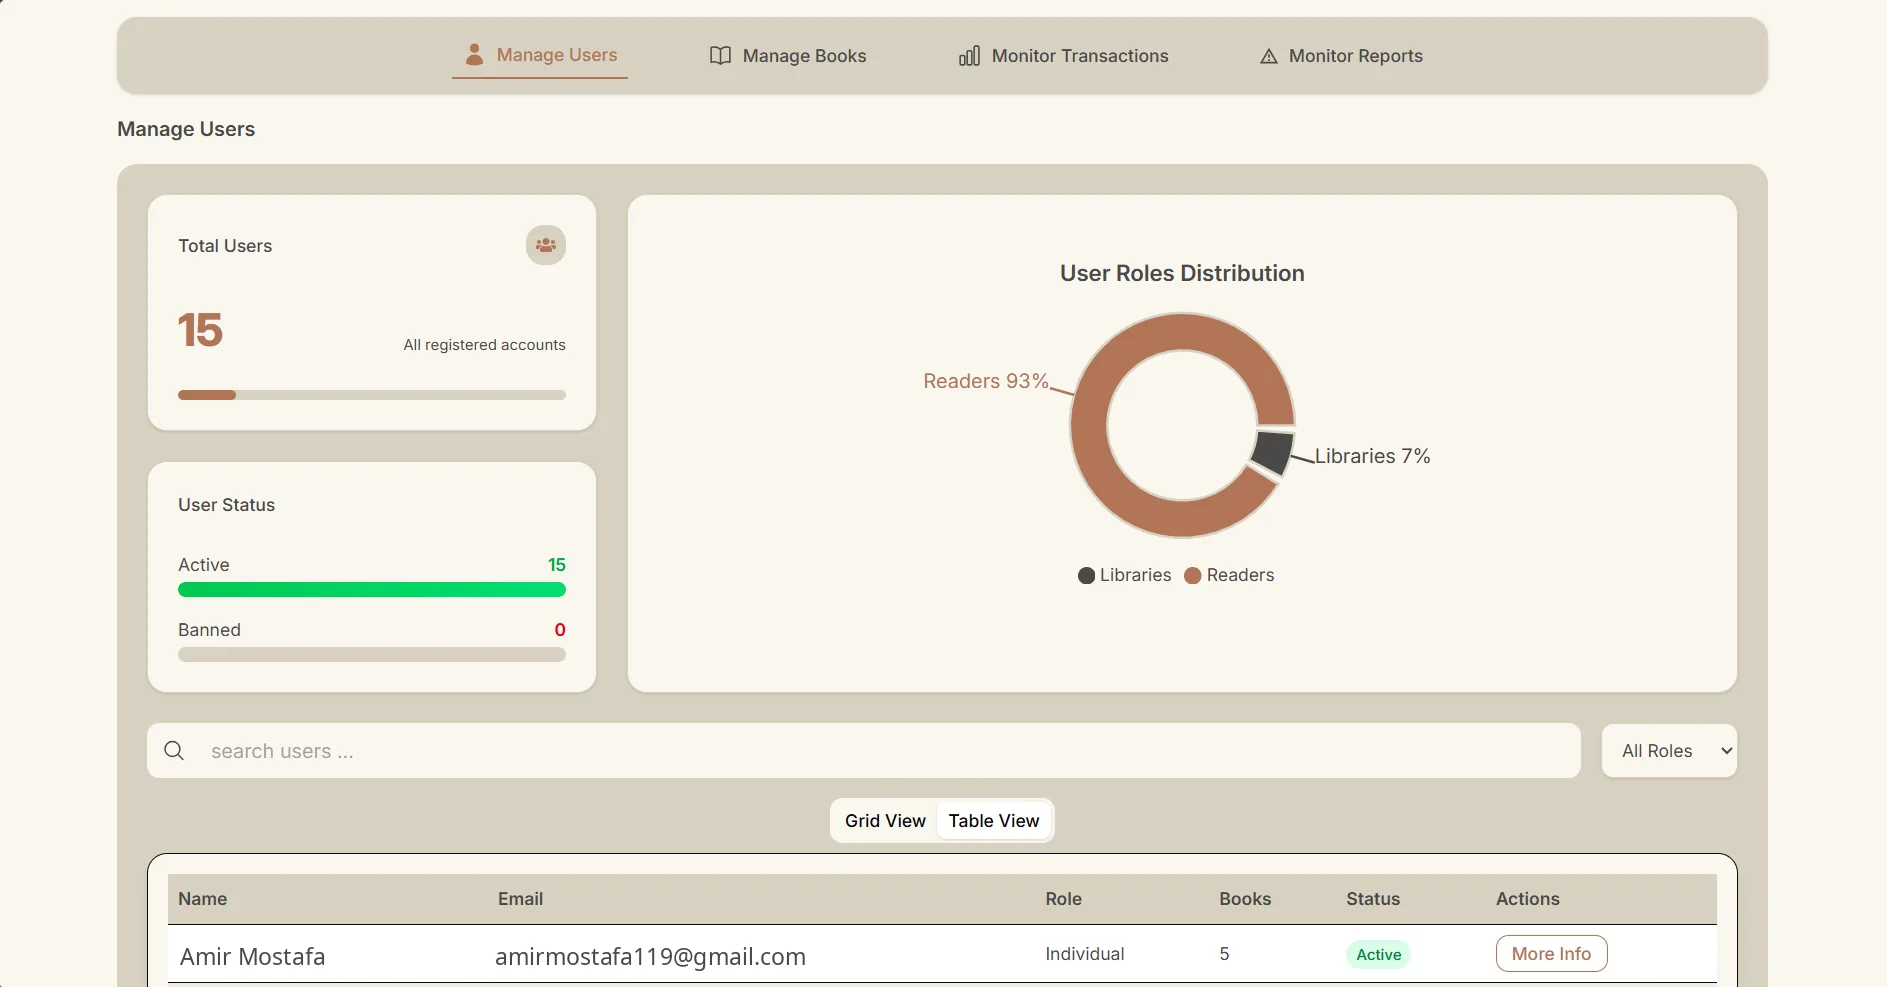 Manage Users
Manage Books
Monitor Transactions
Monitor Reports
Manage Users
Total Users
15
All registered accounts
User Status
Active 15
Banned 0
User Roles Distribution
Readers 93%
Libraries 7%
Libraries Readers
search users ...
All Roles
Grid View Table View
Name Email Role Books Status Actions
Amir Mostafa amirmostafa119@gmail.com Individual 5 Active More Info